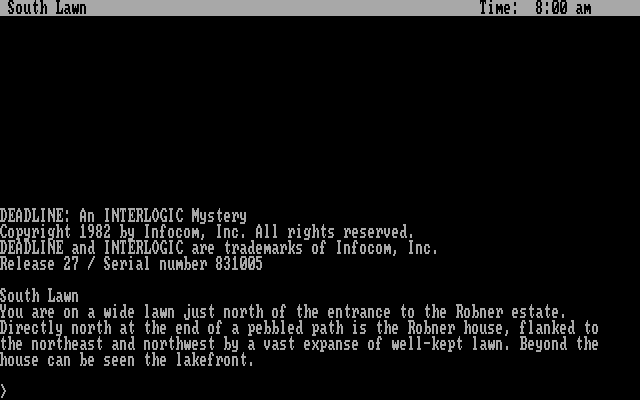 South Lawn Time: 8:00 am
DEADLINE: An INTERLOGIC Mystery
Copyright 1982 by Infocom, Inc. All rights reserved.
DEADLINE and INTERLOGIC are trademarks of Infocom, Inc.
Release 27 / Serial number 831005
South Lawn
You are on a wide lawn just north of the entrance to the Robner estate.
Directly north at the end of a pebbled path is the Robner house, flanked to
the northeast and northwest by a vast expanse of well-kept lawn. Beyond the
house can be seen the lakefront.
>